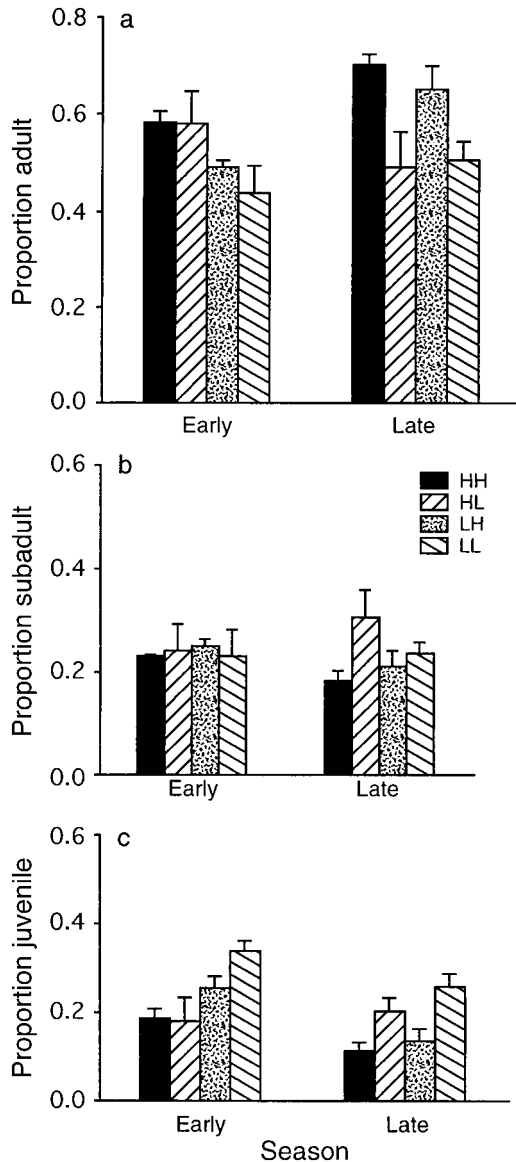 a
0.8
0.6
0.4
0.2
0.0
Proportion adult
Early
Late
b
0.6
0.4
0.2
0.0
Proportion subadult
HH
HL
LH
LL
Early
Late
c
0.6
0.4
0.2
0.0
Proportion juvenile
Early
Late
Season